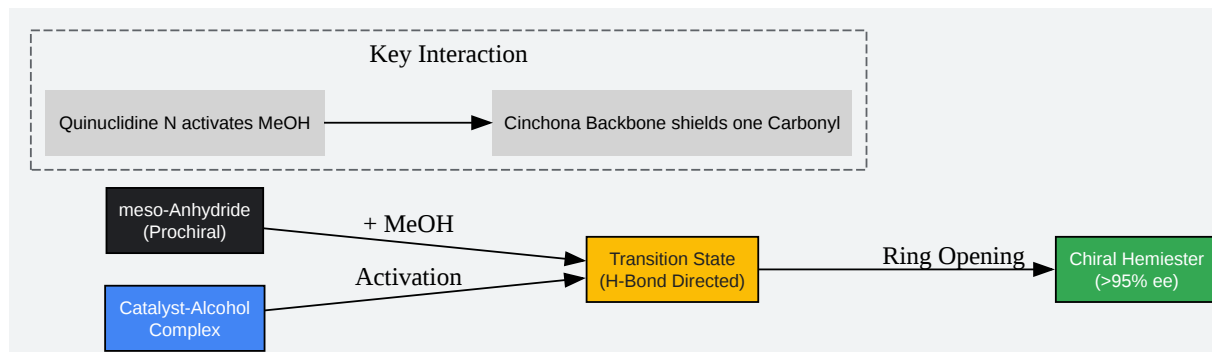 Key Interaction
Quinuclidine N activates MeOH
Cinchona Backbone shields one Carbonyl
meso-Anhydride
(Prochiral)
+ MeOH
Catalyst-Alcohol
Complex
Activation
Transition State
(H-Bond Directed)
Ring Opening
Chiral Hemiester
(>95% ee)